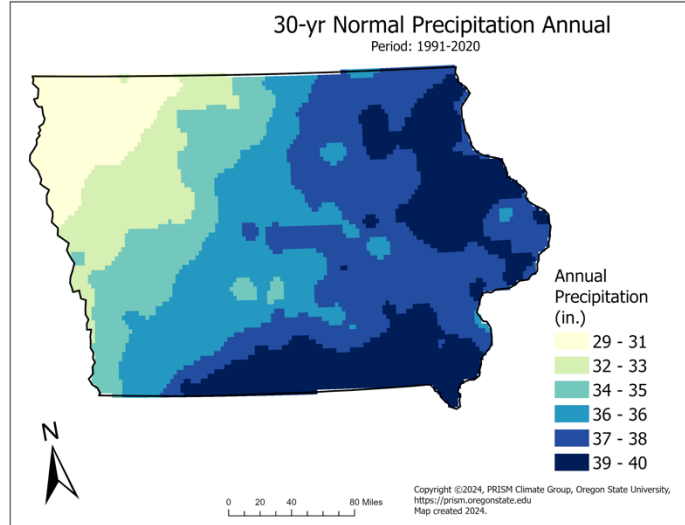 30-yr Normal Precipitation Annual
Period: 1991-2020
Annual
Precipitation
(in.)
29 - 31
32 - 33
34 - 35
36 - 36
37 - 38
39 - 40
N
0 10 20 40 80 Miles
Copyright ©2024, PRISM Climate Group, Oregon State University,
https://prism.oregonstate.edu
Map created 2024.